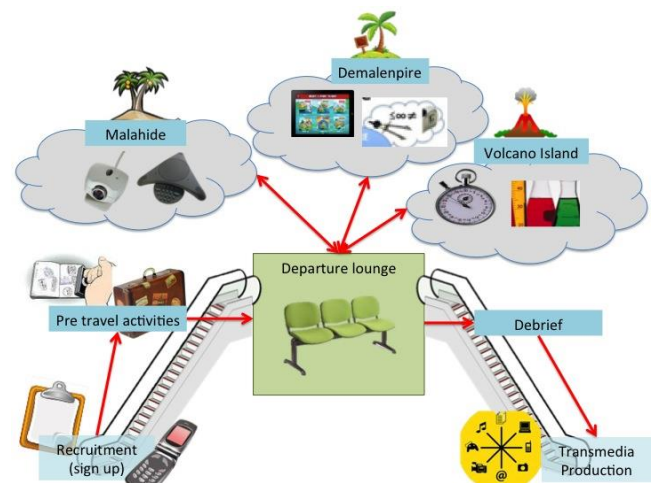 Demalenpire
Malahide
Volcano Island
Departure lounge
Pre travel activities
Debrief
Recruitment
(sign up)
Transmedia
Production
@